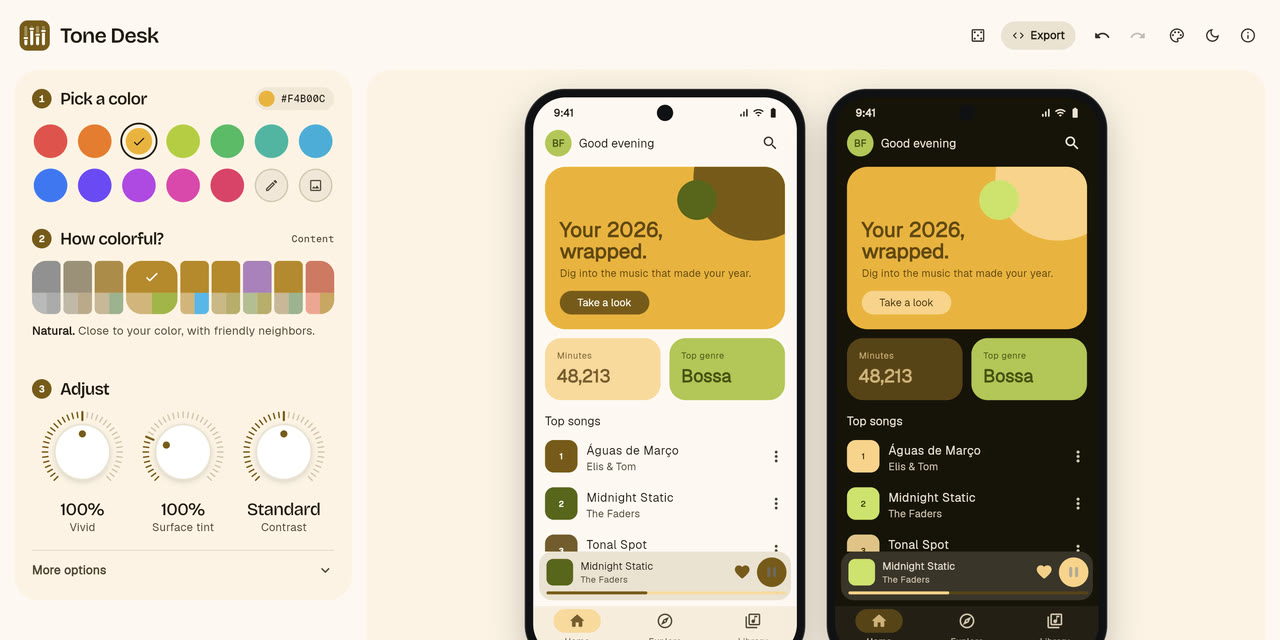 Tone Desk
Export
1 Pick a color
#F4B00C
2 How colorful?
Content
Natural. Close to your color, with friendly neighbors.
3 Adjust
100%
Vivid
100%
Surface tint
Standard
Contrast
More options
9:41
BF Good evening
Your 2026,
wrapped.
Dig into the music that made your year.
Take a look
Minutes
48,213
Top genre
Bossa
Top songs
1 Águas de Março
Elis & Tom
2 Midnight Static
The Faders
Tonal Spot
Midnight Static
The Faders
9:41
BF Good evening
Your 2026,
wrapped.
Dig into the music that made your year.
Take a look
Minutes
48,213
Top genre
Bossa
Top songs
1 Águas de Março
Elis & Tom
2 Midnight Static
The Faders
Tonal Spot
Midnight Static
The Faders